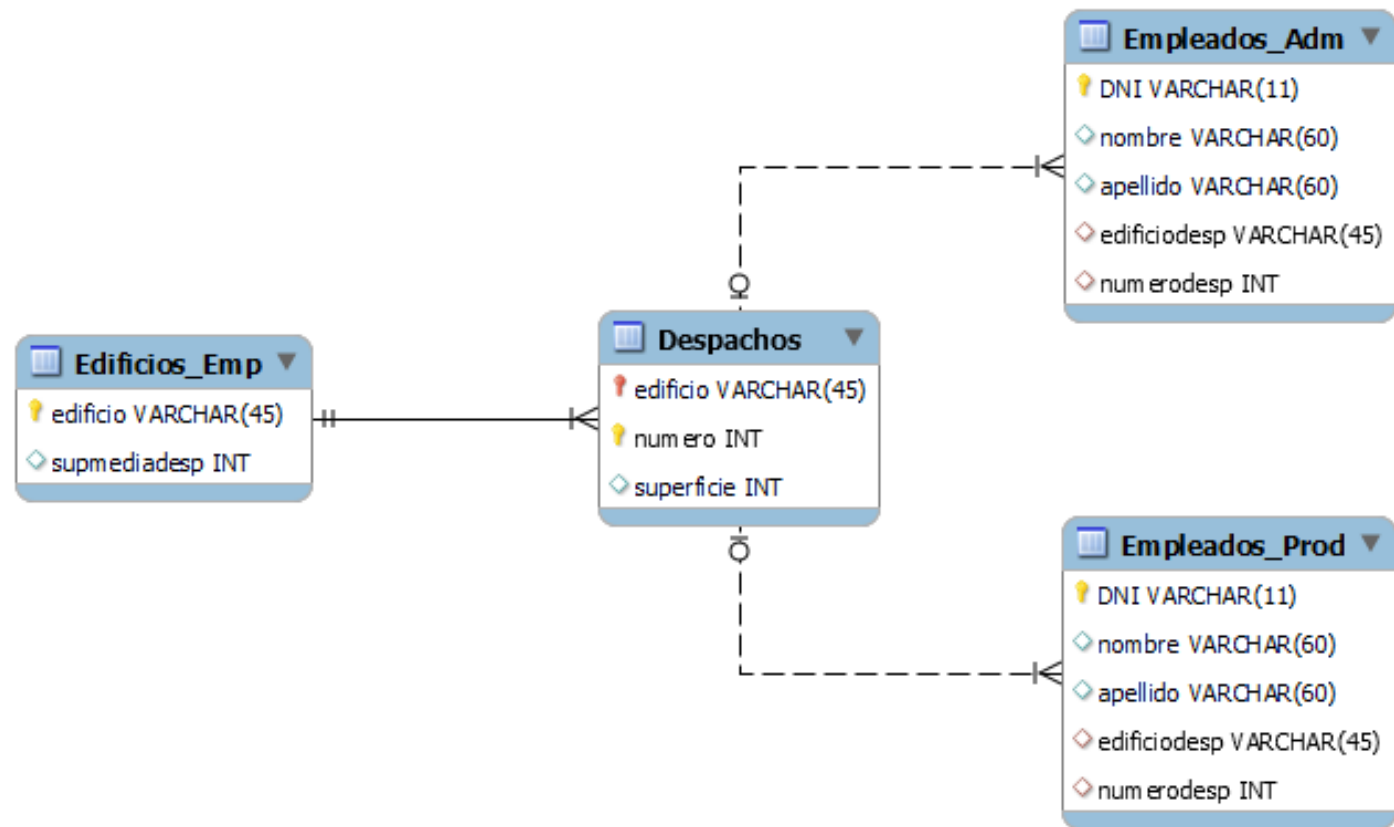 Empleados_Adm
DNI VARCHAR(11)
nombre VARCHAR(60)
apellido VARCHAR(60)
edificiodesp VARCHAR(45)
numerodesp INT
Edificios_Emp
edificio VARCHAR(45)
supmediadesp INT
Despachos
edificio VARCHAR(45)
numero INT
superficie INT
Empleados_Prod
DNI VARCHAR(11)
nombre VARCHAR(60)
apellido VARCHAR(60)
edificiodesp VARCHAR(45)
numerodesp INT